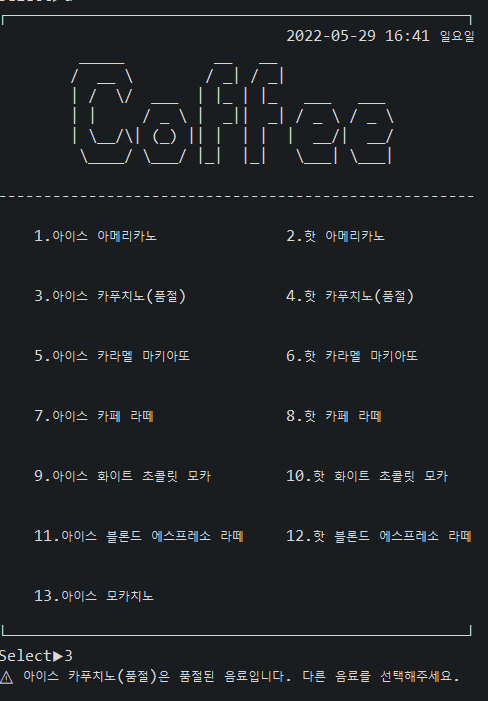 2022-05-29 16:41 일요일
Coffee
1.아이스 아메리카노 2.핫 아메리카노
3.아이스 카푸치노(품절) 4.핫 카푸치노(품절)
5.아이스 카라멜 마키아또 6.핫 카라멜 마키아또
7.아이스 카페 라떼 8.핫 카페 라떼
9.아이스 화이트 초콜릿 모카 10.핫 화이트 초콜릿 모카
11.아이스 블론드 에스프레소 라떼 12.핫 블론드 에스프레소 라떼
13.아이스 모카치노
Select▶3
⚠ 아이스 카푸치노(품절)은 품절된 음료입니다. 다른 음료를 선택해주세요.